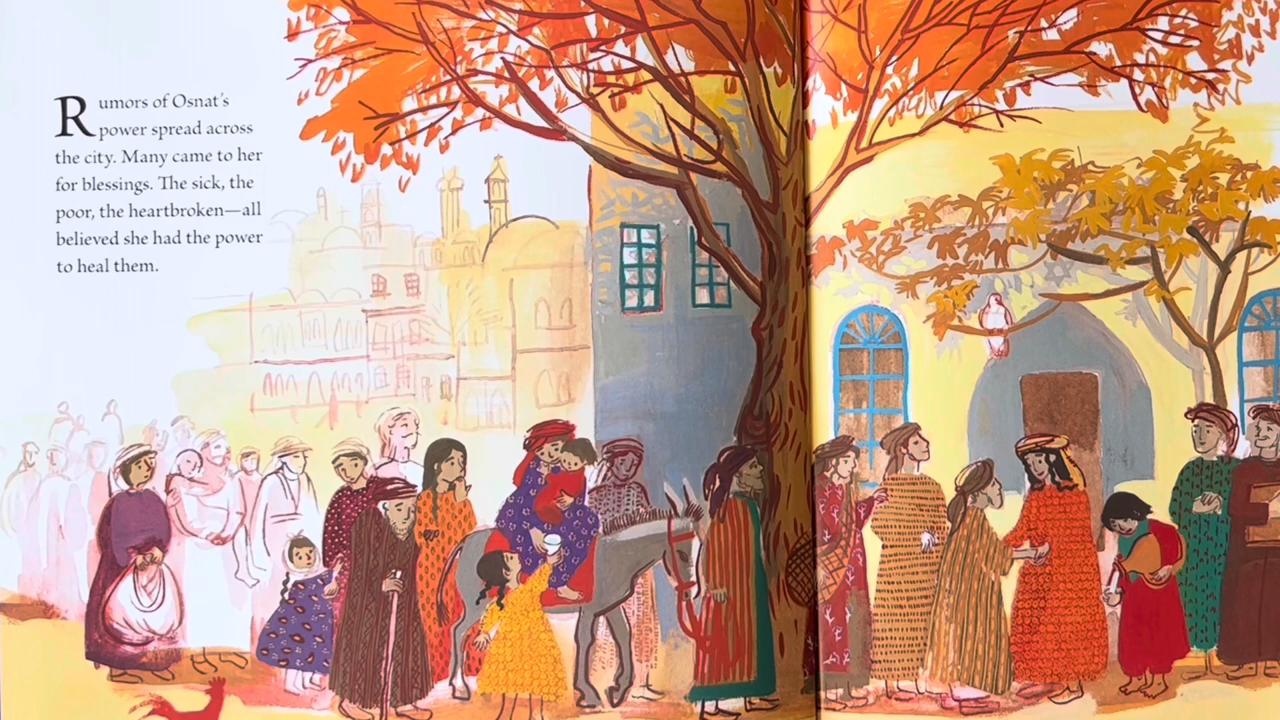 Rumors of Osnat's
power spread across
the city. Many came to her
for blessings. The sick, the
poor, the heartbroken—all
believed she had the power
to heal them.